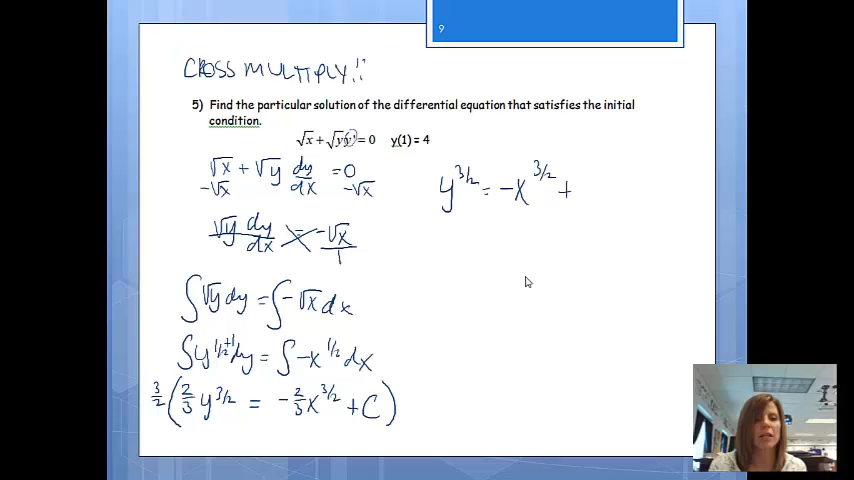 9
CROSS MULTIPLY!!
5) Find the particular solution of the differential equation that satisfies the initial
condition.
√x + √y y' = 0 y(1) = 4
√x + √y dy/dx = 0
-√x -√x
√y dy/dx = -√x/1
∫√y dy = ∫ -√x dx
∫ y^1/2+1 dy = ∫ -x^1/2 dx
3/2 ( 2/3 y^3/2 = -2/3 x^3/2 + C )
y^3/2 = -x^3/2 +